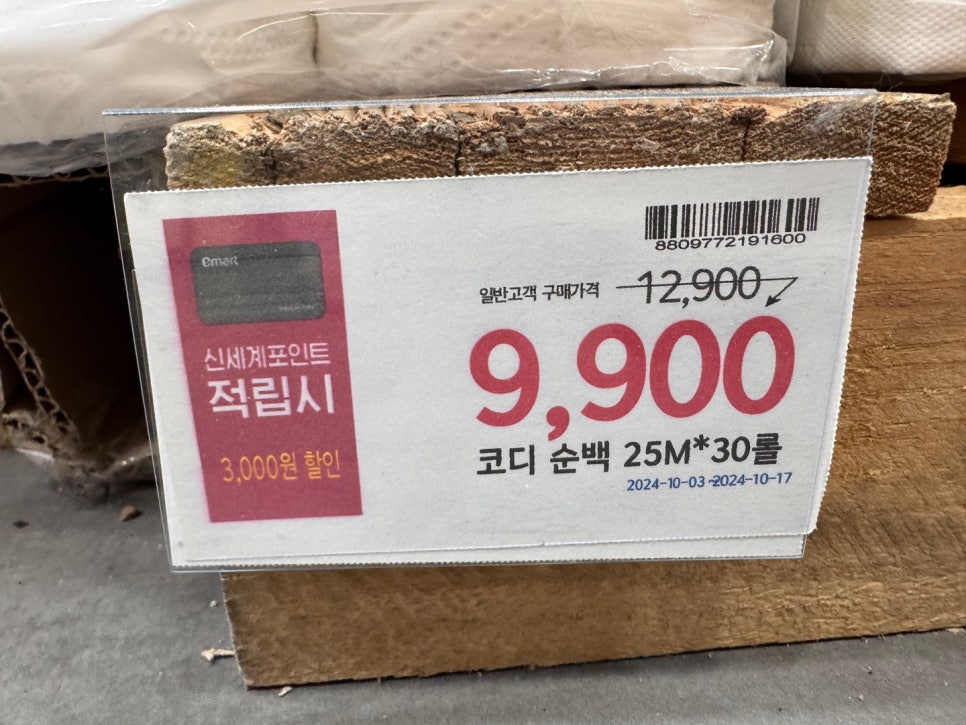 emart
신세계포인트
적립시
3,000원 할인
8809772191600
일반고객 구매가격 12,900
9,900
코디 순백 25M*30롤
2024-10-03~2024-10-17